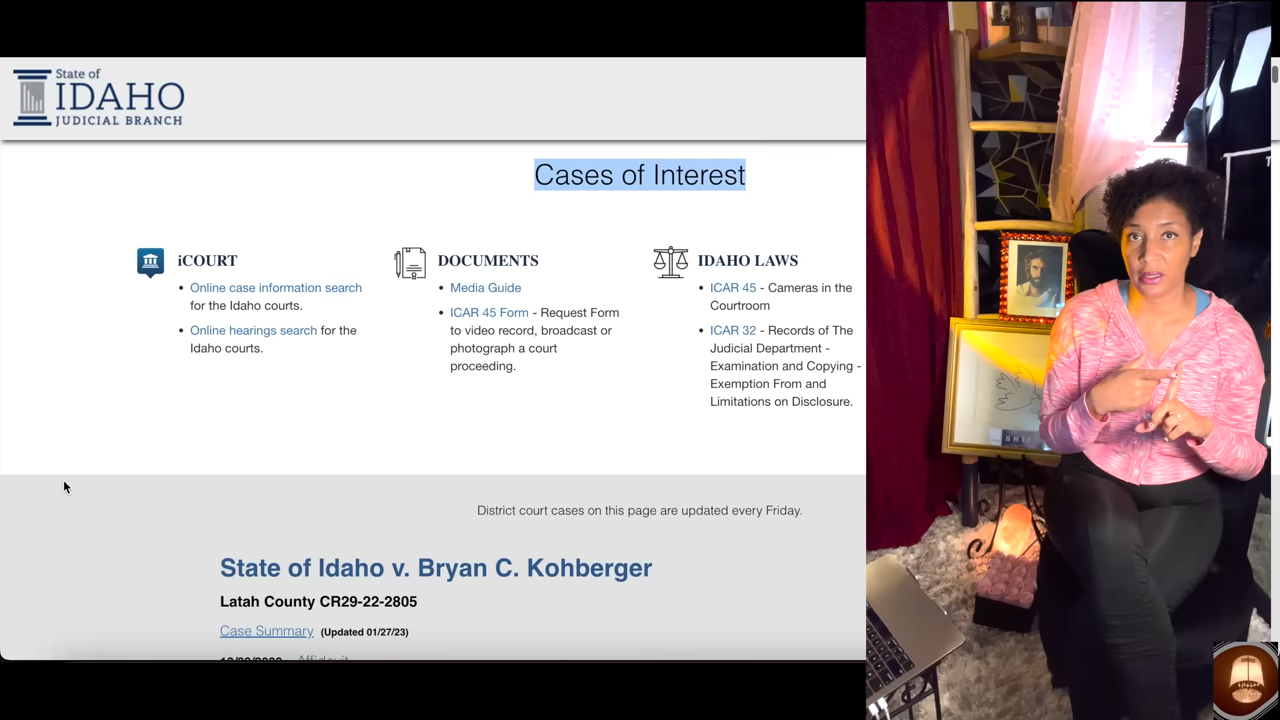 State of
IDAHO
JUDICIAL BRANCH
Cases of Interest
iCOURT
• Online case information search
for the Idaho courts.
• Online hearings search for the
Idaho courts.
DOCUMENTS
• Media Guide
• ICAR 45 Form - Request Form
to video record, broadcast or
photograph a court
proceeding.
IDAHO LAWS
• ICAR 45 - Cameras in the
Courtroom
• ICAR 32 - Records of The
Judicial Department -
Examination and Copying -
Exemption From and
Limitations on Disclosure.
District court cases on this page are updated every Friday.
State of Idaho v. Bryan C. Kohberger
Latah County CR29-22-2805
Case Summary (Updated 01/27/23)
Affidavit